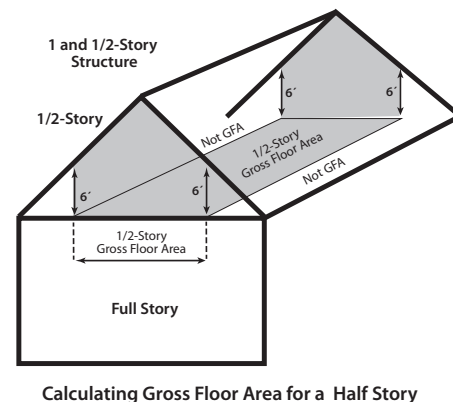 1 and 1/2-Story
Structure
1/2-Story
6´
6´
Not GFA
1/2-Story
Gross Floor Area
Not GFA
6´
6´
1/2-Story
Gross Floor Area
Full Story
Calculating Gross Floor Area for a  Half Story